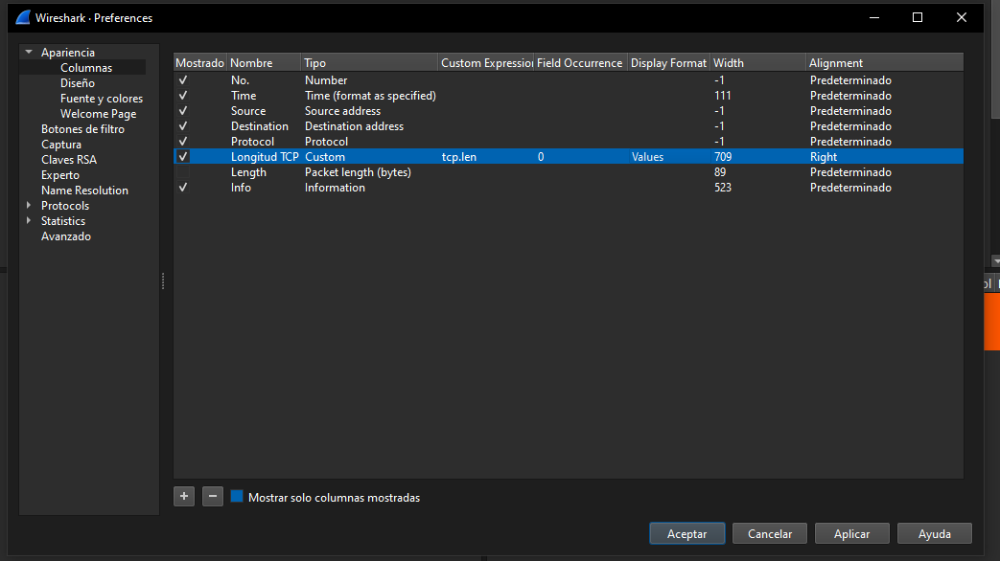 Wireshark · Preferences
Apariencia
Columnas
Diseño
Fuente y colores
Welcome Page
Botones de filtro
Captura
Claves RSA
Experto
Name Resolution
Protocols
Statistics
Avanzado
Mostrado Nombre Tipo Custom Expression Field Occurrence Display Format Width Alignment
No. Number -1 Predeterminado
Time Time (format as specified) 111 Predeterminado
Source Source address -1 Predeterminado
Destination Destination address -1 Predeterminado
Protocol Protocol -1 Predeterminado
Longitud TCP Custom tcp.len 0 Values 709 Right
Length Packet length (bytes) 89 Predeterminado
Info Information 523 Predeterminado
Mostrar solo columnas mostradas
Aceptar Cancelar Aplicar Ayuda